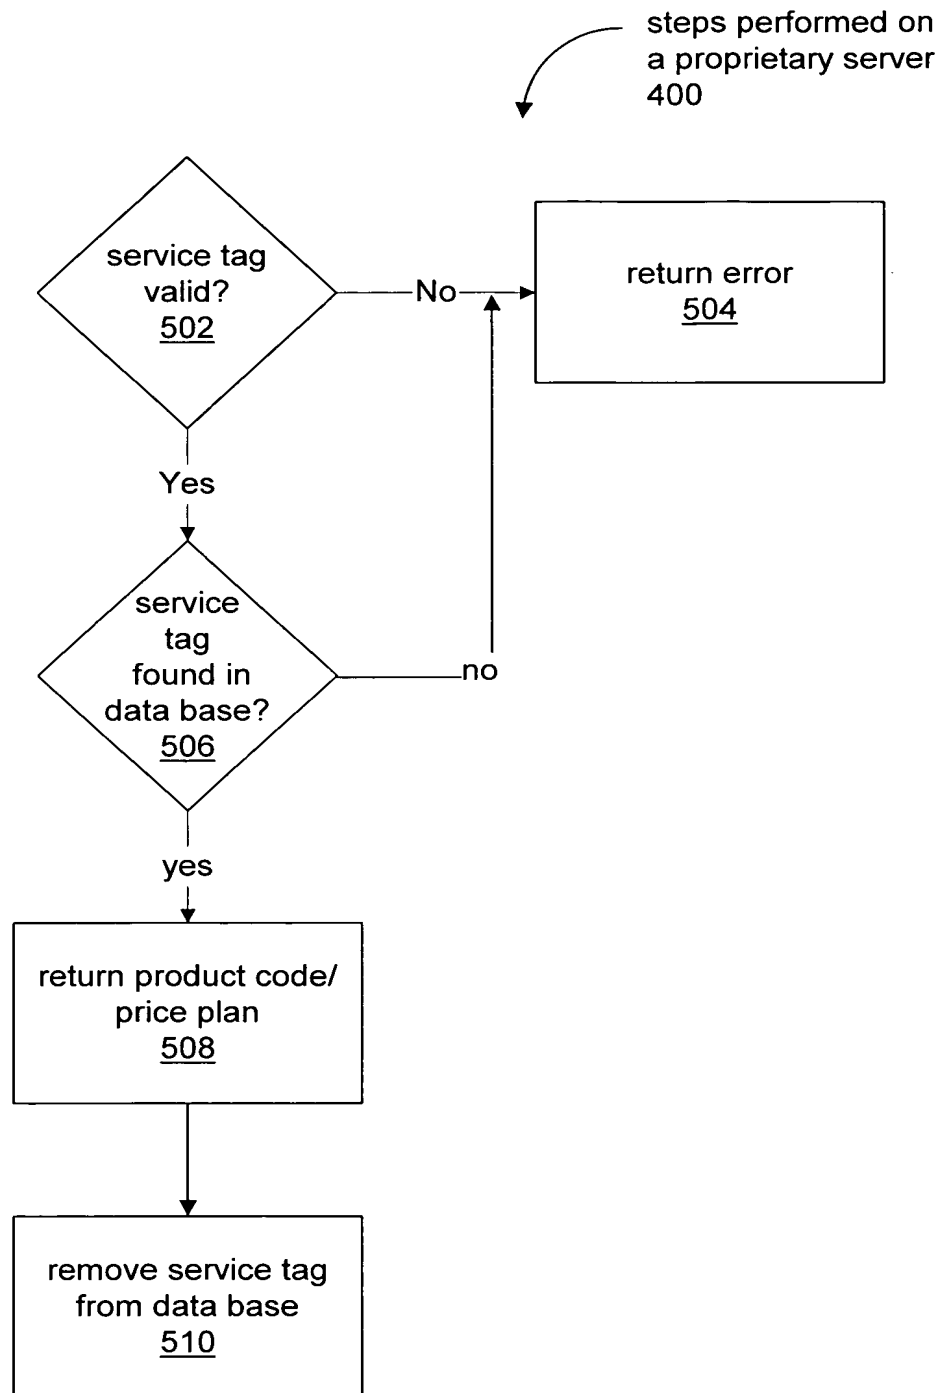 steps performed on
a proprietary server
400
service tag
valid?
502
No
return error
504
Yes
service
tag
found in
data base?
506
no
yes
return product code/
price plan
508
remove service tag
from data base
510